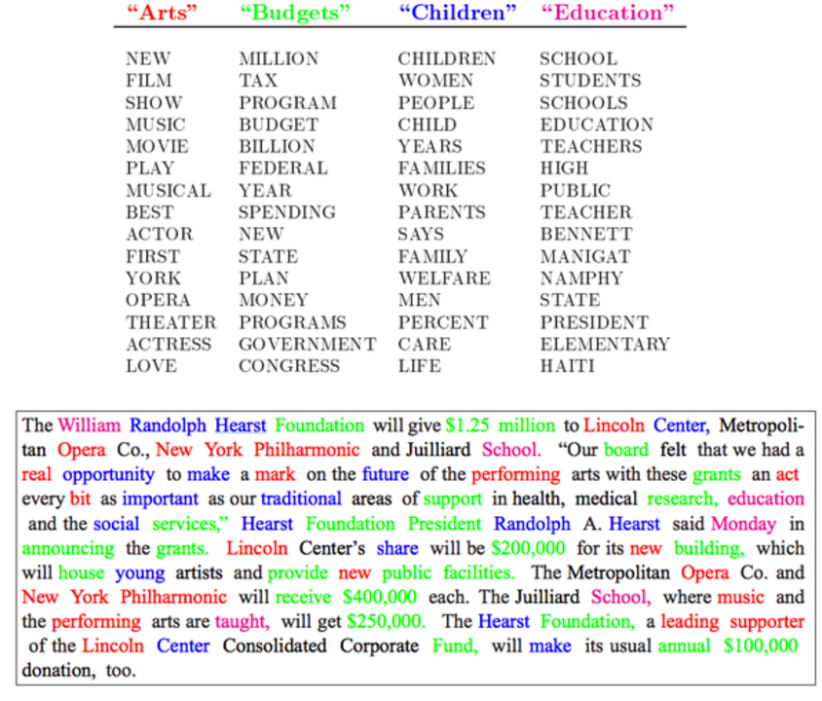 “Arts” “Budgets” “Children” “Education”
NEW MILLION CHILDREN SCHOOL
FILM TAX WOMEN STUDENTS
SHOW PROGRAM PEOPLE SCHOOLS
MUSIC BUDGET CHILD EDUCATION
MOVIE BILLION YEARS TEACHERS
PLAY FEDERAL FAMILIES HIGH
MUSICAL YEAR WORK PUBLIC
BEST SPENDING PARENTS TEACHER
ACTOR NEW SAYS BENNETT
FIRST STATE FAMILY MANIGAT
YORK PLAN WELFARE NAMPHY
OPERA MONEY MEN STATE
THEATER PROGRAMS PERCENT PRESIDENT
ACTRESS GOVERNMENT CARE ELEMENTARY
LOVE CONGRESS LIFE HAITI
The William Randolph Hearst Foundation will give $1.25 million to Lincoln Center, Metropoli-
tan Opera Co., New York Philharmonic and Juilliard School. “Our board felt that we had a
real opportunity to make a mark on the future of the performing arts with these grants an act
every bit as important as our traditional areas of support in health, medical research, education
and the social services,” Hearst Foundation President Randolph A. Hearst said Monday in
announcing the grants. Lincoln Center’s share will be $200,000 for its new building, which
will house young artists and provide new public facilities. The Metropolitan Opera Co. and
New York Philharmonic will receive $400,000 each. The Juilliard School, where music and
the performing arts are taught, will get $250,000. The Hearst Foundation, a leading supporter
of the Lincoln Center Consolidated Corporate Fund, will make its usual annual $100,000
donation, too.